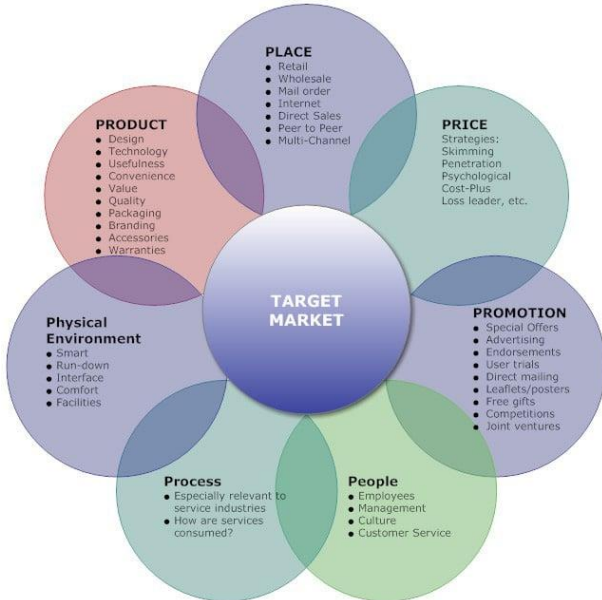 PLACE
• Retail
• Wholesale
• Mail order
• Internet
• Direct Sales
• Peer to Peer
• Multi-Channel
PRODUCT
• Design
• Technology
• Usefulness
• Convenience
• Value
• Quality
• Packaging
• Branding
• Accessories
• Warranties
PRICE
Strategies:
Skimming
Penetration
Psychological
Cost-Plus
Loss leader, etc.
TARGET
MARKET
Physical
Environment
• Smart
• Run-down
• Interface
• Comfort
• Facilities
PROMOTION
• Special Offers
• Advertising
• Endorsements
• User trials
• Direct mailing
• Leaflets/posters
• Free gifts
• Competitions
• Joint ventures
Process
• Especially relevant to
service industries
• How are services
consumed?
People
• Employees
• Management
• Culture
• Customer Service